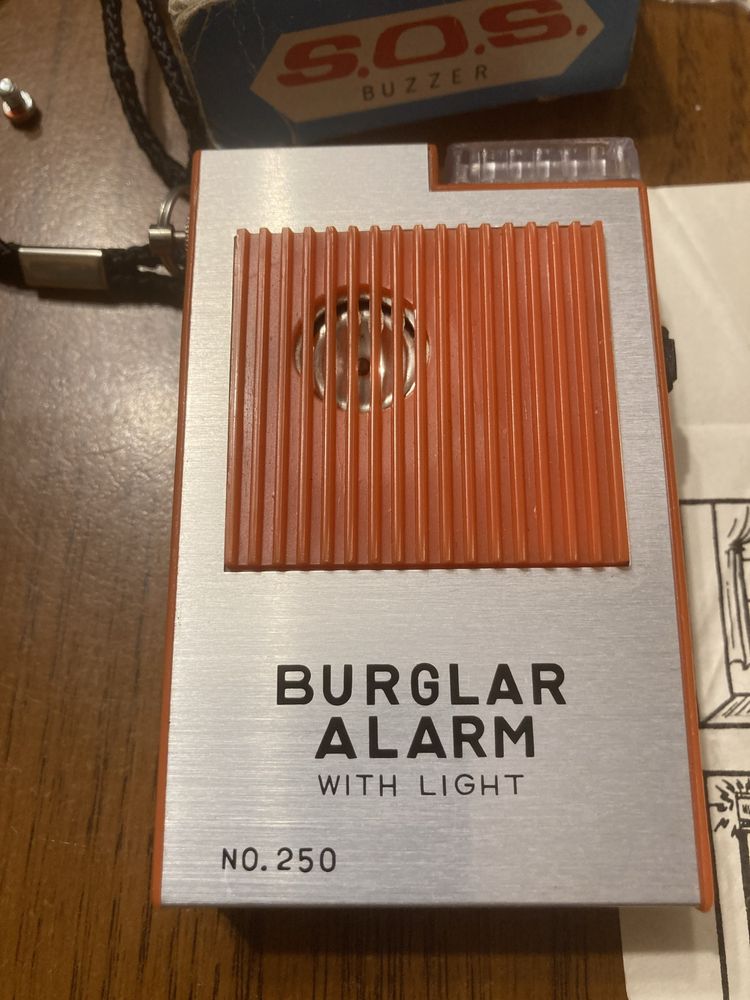 S.O.S.
BUZZER
BURGLAR
ALARM
WITH LIGHT
NO. 250